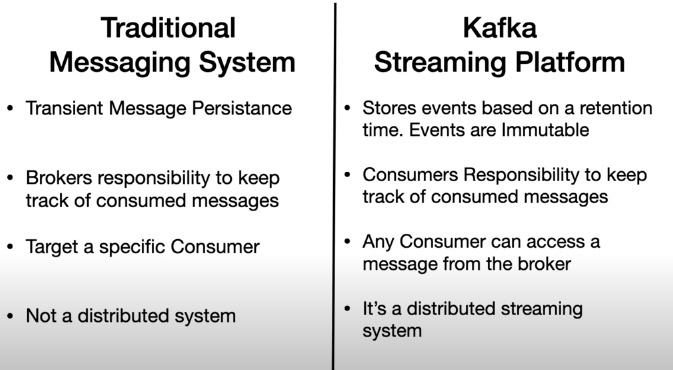 Traditional
Messaging System
• Transient Message Persistance
• Brokers responsibility to keep
track of consumed messages
• Target a specific Consumer
• Not a distributed system
Kafka
Streaming Platform
• Stores events based on a retention
time. Events are Immutable
• Consumers Responsibility to keep
track of consumed messages
• Any Consumer can access a
message from the broker
• It's a distributed streaming
system